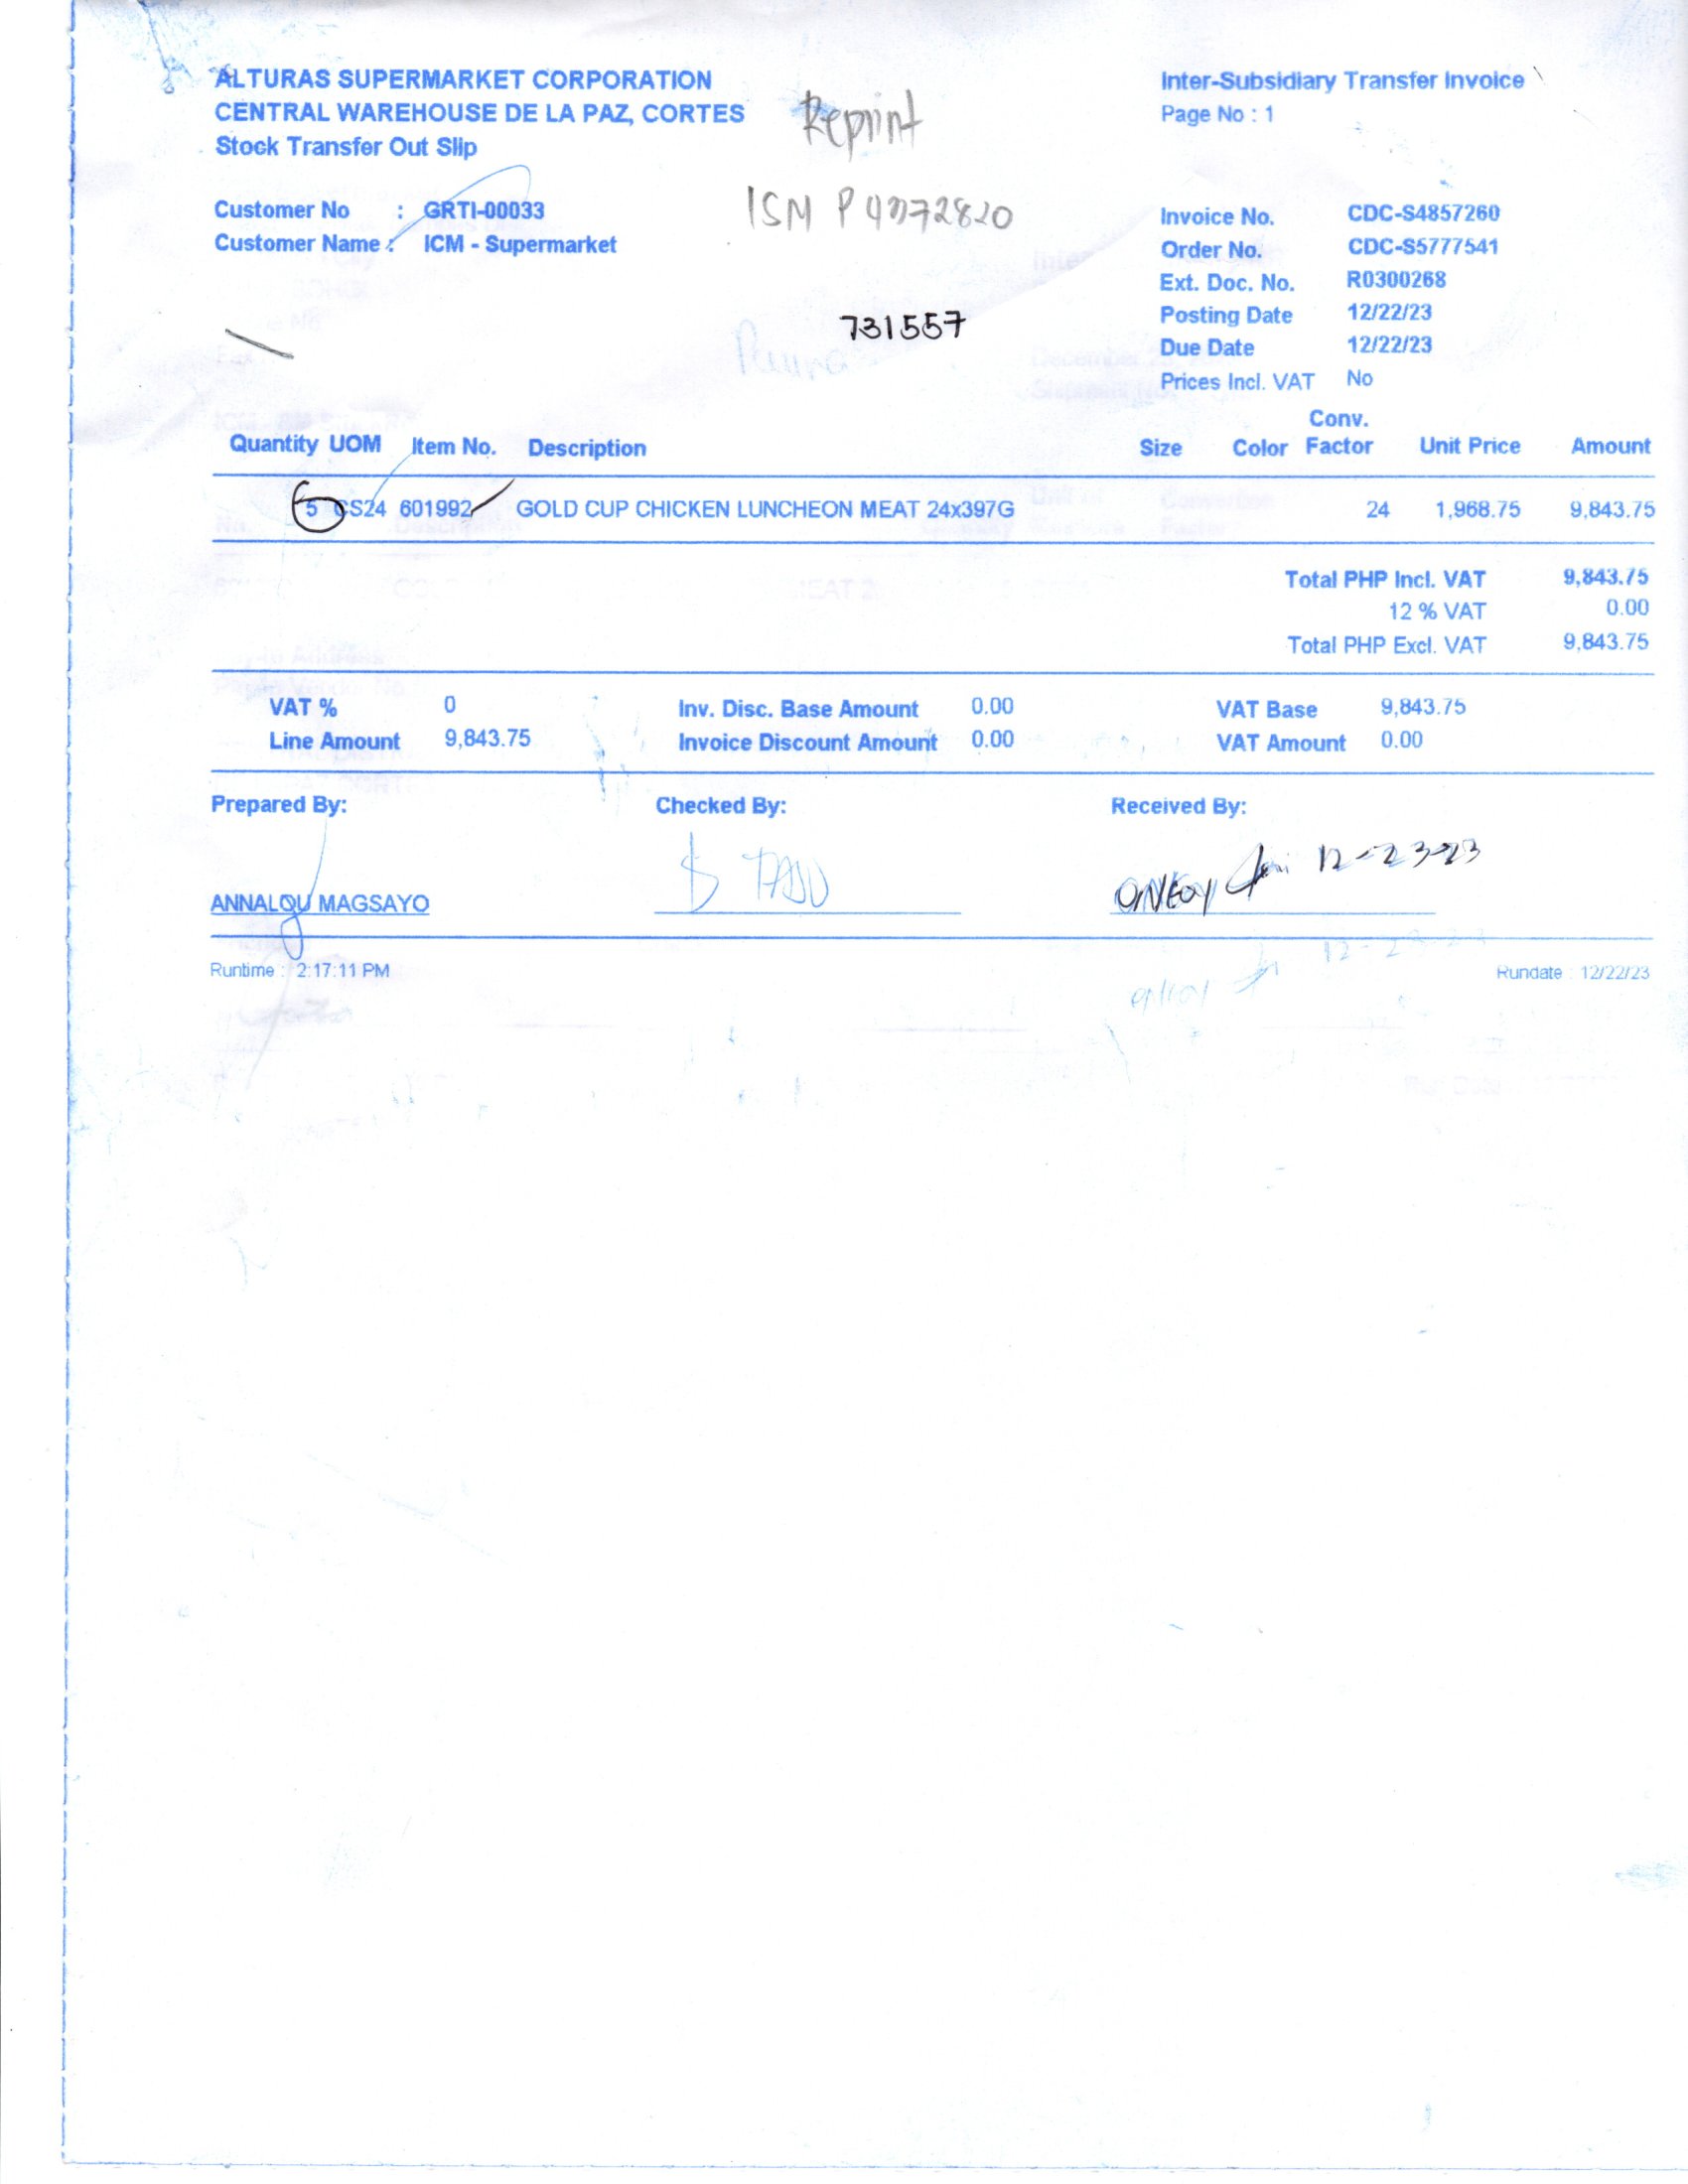 ALTURAS SUPERMARKET CORPORATION
CENTRAL WAREHOUSE DE LA PAZ, CORTES
Stock Transfer Out Slip
Reprint
Inter-Subsidiary Transfer Invoice
Page No : 1
Customer No : GRTI-00033
Customer Name : ICM - Supermarket
ISM
731557
Invoice No. CDC-S4857260
Order No. CDC-S5777541
Ext. Doc. No. R0300268
Posting Date 12/22/23
Due Date 12/22/23
Prices Incl. VAT No
Quantity UOM Item No. Description Size Color Conv. Factor Unit Price Amount
5 CS24 601992 GOLD CUP CHICKEN LUNCHEON MEAT 24x397G 24 1,968.75 9,843.75
Total PHP Incl. VAT 9,843.75
12 % VAT 0.00
Total PHP Excl. VAT 9,843.75
VAT % 0 Inv. Disc. Base Amount 0.00 VAT Base 9,843.75
Line Amount 9,843.75 Invoice Discount Amount 0.00 VAT Amount 0.00
Prepared By: Checked By: Received By:
12-23-23
ANNALOU MAGSAYO
Runtime : 2:17:11 PM Rundate : 12/22/23